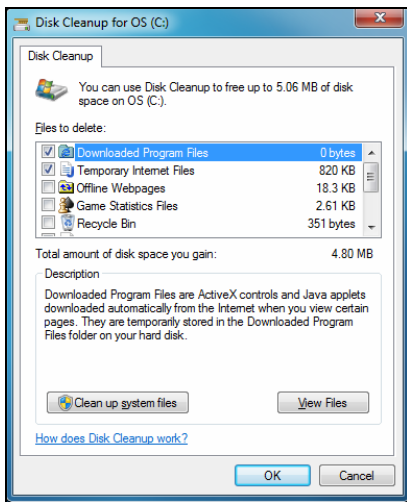 Disk Cleanup for OS (C:)
Disk Cleanup
You can use Disk Cleanup to free up to 5.06 MB of disk
space on OS (C:).
Files to delete:
Downloaded Program Files 0 bytes
Temporary Internet Files 820 KB
Offline Webpages 18.3 KB
Game Statistics Files 2.61 KB
Recycle Bin 351 bytes
Total amount of disk space you gain: 4.80 MB
Description
Downloaded Program Files are ActiveX controls and Java applets
downloaded automatically from the Internet when you view certain
pages. They are temporarily stored in the Downloaded Program
Files folder on your hard disk.
Clean up system files View Files
How does Disk Cleanup work?
OK Cancel